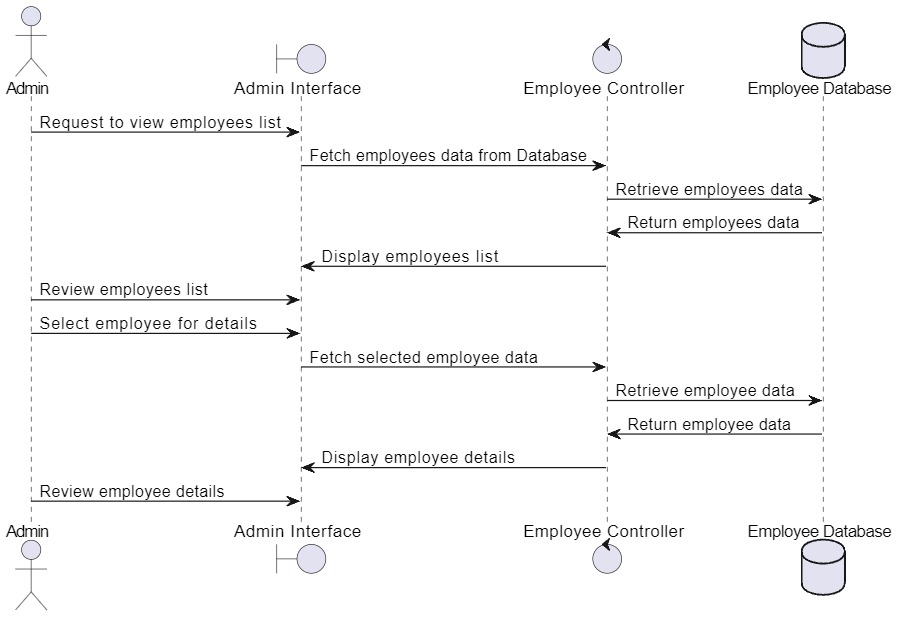 Admin
Admin Interface
Employee Controller
Employee Database
Request to view employees list
Fetch employees data from Database
Retrieve employees data
Return employees data
Display employees list
Review employees list
Select employee for details
Fetch selected employee data
Retrieve employee data
Return employee data
Display employee details
Review employee details
Admin
Admin Interface
Employee Controller
Employee Database